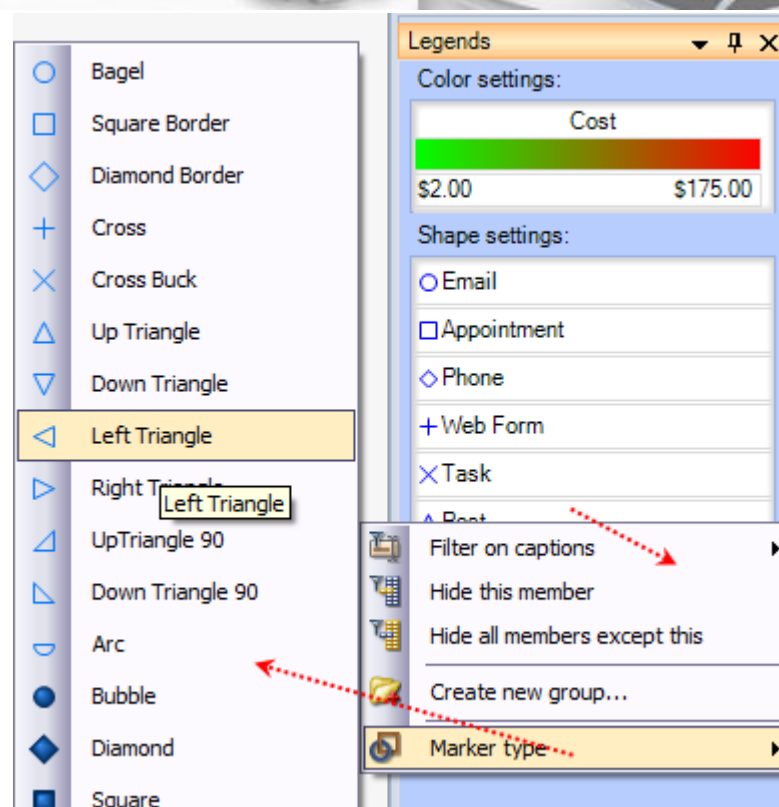 Bagel
Square Border
Diamond Border
Cross
Cross Buck
Up Triangle
Down Triangle
Left Triangle
Right
Left Triangle
UpTriangle 90
Down Triangle 90
Arc
Bubble
Diamond
Square
Legends
Color settings:
Cost
$2.00 $175.00
Shape settings:
Email
Appointment
Phone
Web Form
Task
Filter on captions
Hide this member
Hide all members except this
Create new group...
Marker type